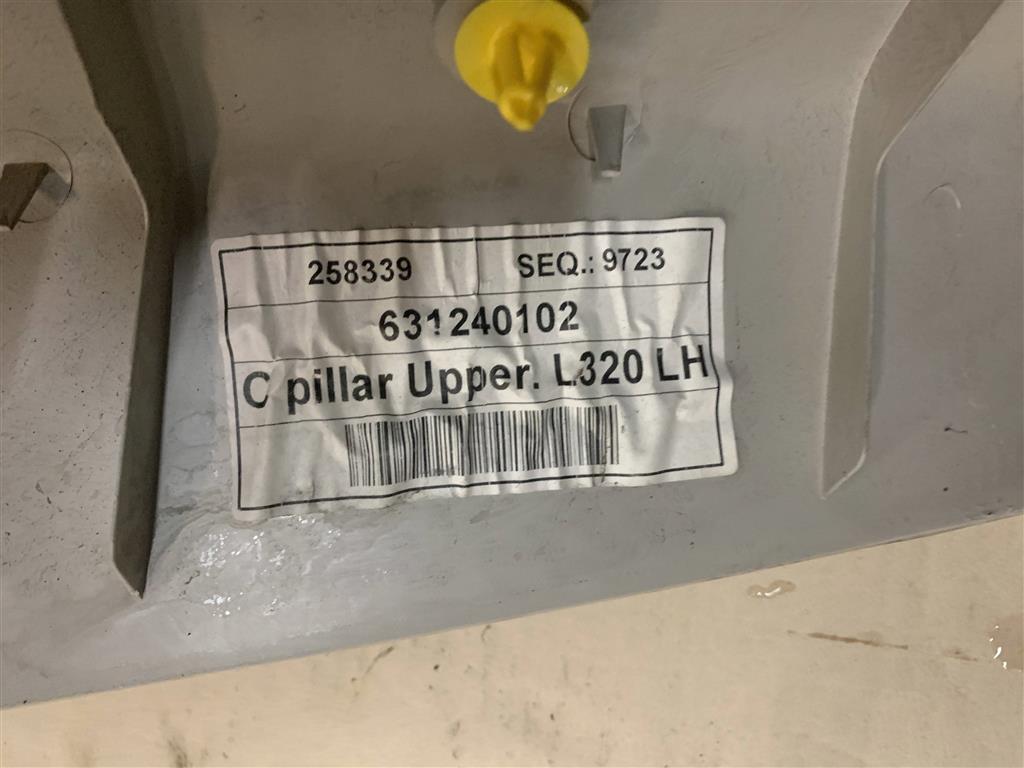 258339 SEQ.: 9723
631240102
C pillar Upper. L320 LH